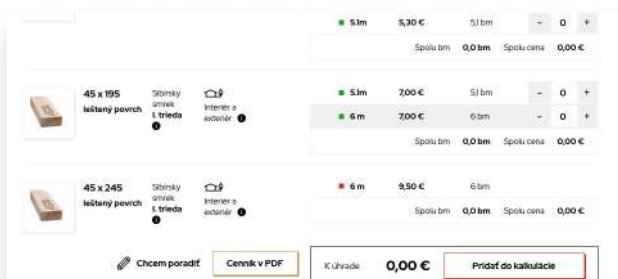 5.1m 5,30 € 5,1 bm - 0 +
Spolu bm 0,0 bm Spolu cena 0,00 €
45 x 195 Sibírsky 5.1m 7,00 € 5,1 bm - 0 +
leštený povrch smrek Interiér a
I. trieda exteriér 6 m 7,00 € 6 bm - 0 +
Spolu bm 0,0 bm Spolu cena 0,00 €
45 x 245 Sibírsky 6 m 9,50 € 6 bm
leštený povrch smrek Interiér a
I. trieda exteriér Spolu bm 0,0 bm Spolu cena 0,00 €
Chcem poradiť Cenník v PDF K úhrade 0,00 € Pridať do kalkulácie